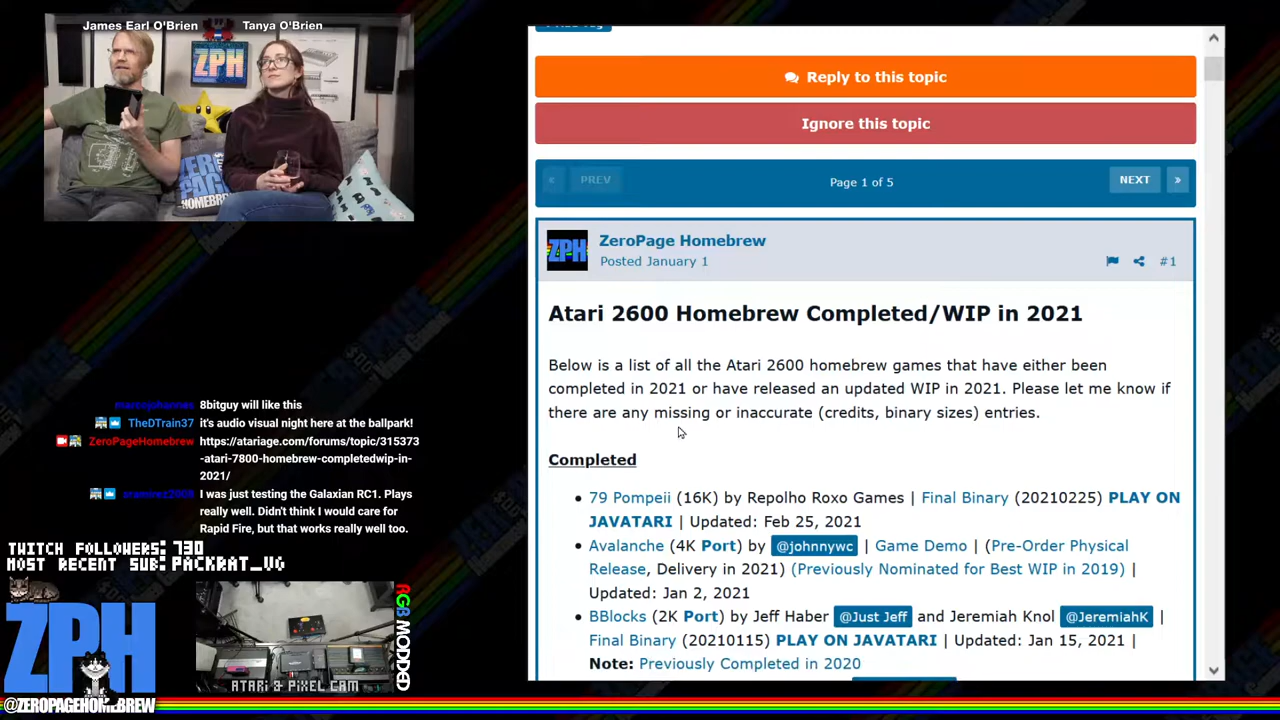 James Earl O'Brien
Tanya O'Brien
ZPH
ZERO
PAGE
HOMEBREW
8bitguy will like this
TheDTrain37 it's audio visual night here at the ballpark!
ZeroPageHomebrew https://atariage.com/forums/topic/315373
-atari-7800-homebrew-completedwip-in-
2021/
I was just testing the Galaxian RC1. Plays
really well. Didn't think I would care for
Rapid Fire, but that works really well too.
TWITCH FOLLOWERS: 730
MOST RECENT SUB: PACKRAT_VG
ZPH
@ZEROPAGEHOMEBREW
ATARI & PIXEL CAM
RGB MODDED
Reply to this topic
Ignore this topic
« PREV
Page 1 of 5
NEXT »
ZPH
ZeroPage Homebrew
Posted January 1
#1
Atari 2600 Homebrew Completed/WIP in 2021
Below is a list of all the Atari 2600 homebrew games that have either been
completed in 2021 or have released an updated WIP in 2021. Please let me know if
there are any missing or inaccurate (credits, binary sizes) entries.
Completed
• 79 Pompeii (16K) by Repolho Roxo Games | Final Binary (20210225) PLAY ON
JAVATARI | Updated: Feb 25, 2021
• Avalanche (4K Port) by @johnnywc | Game Demo | (Pre-Order Physical
Release, Delivery in 2021) (Previously Nominated for Best WIP in 2019) |
Updated: Jan 2, 2021
• BBlocks (2K Port) by Jeff Haber @Just Jeff and Jeremiah Knol @JeremiahK |
Final Binary (20210115) PLAY ON JAVATARI | Updated: Jan 15, 2021 |
Note: Previously Completed in 2020